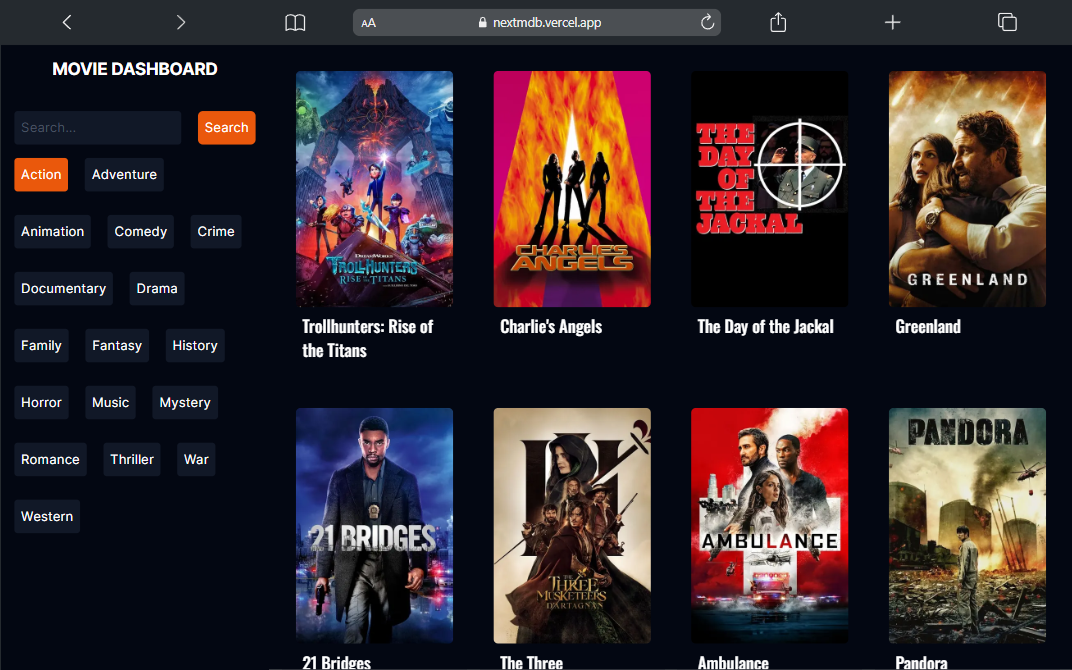 AA nextmdb.vercel.app
MOVIE DASHBOARD
Search...
Search
Action
Adventure
Animation
Comedy
Crime
Documentary
Drama
Family
Fantasy
History
Horror
Music
Mystery
Romance
Thriller
War
Western
DREAMWORKS
TROLLHUNTERS
RISE OF THE TITANS
Trollhunters: Rise of
the Titans
CHARLIE'S
ANGELS
Charlie's Angels
THE
DAY
OF
THE
JACKAL
The Day of the Jackal
GREENLAND
Greenland
21 BRIDGES
21 Bridges
THE
THREE
MUSKETEERS
D'ARTAGNAN
The Three
AMBULANCE
Ambulance
PANDORA
Pandora